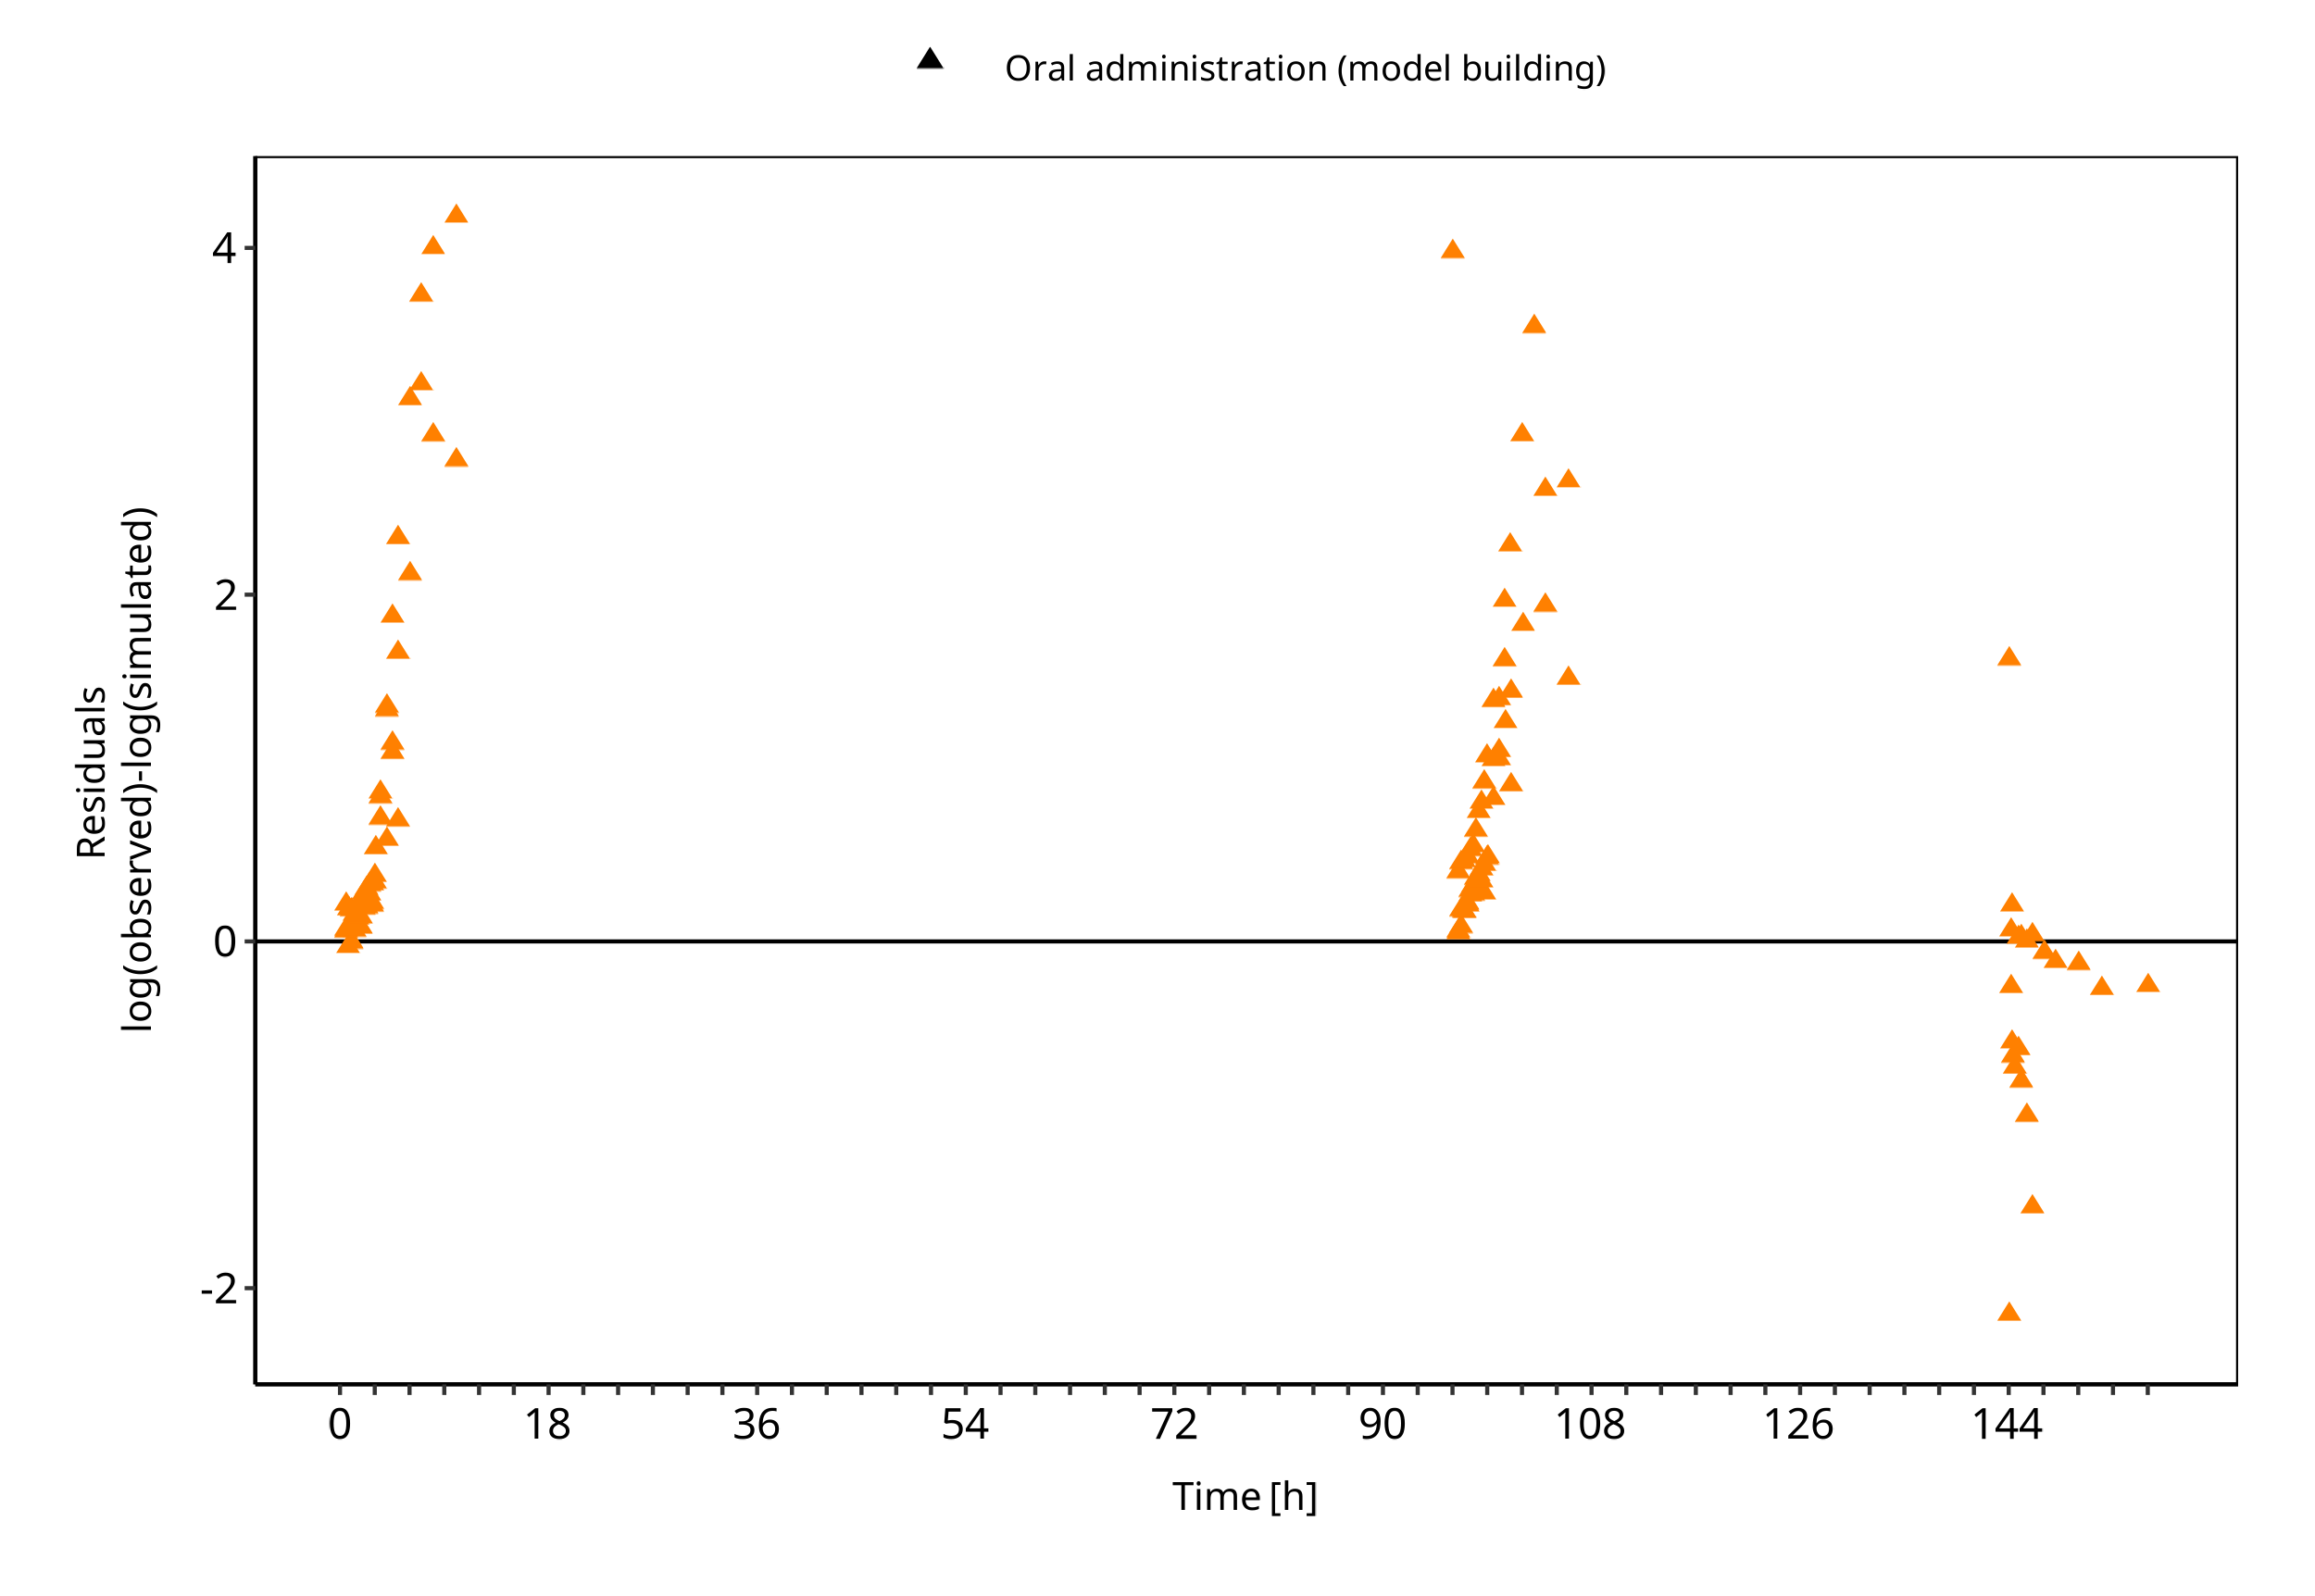 Oral administration (model building)
4
2
0
-2
Residuals
log(observed)-log(simulated)
0 18 36 54 72 90 108 126 144
Time [h]